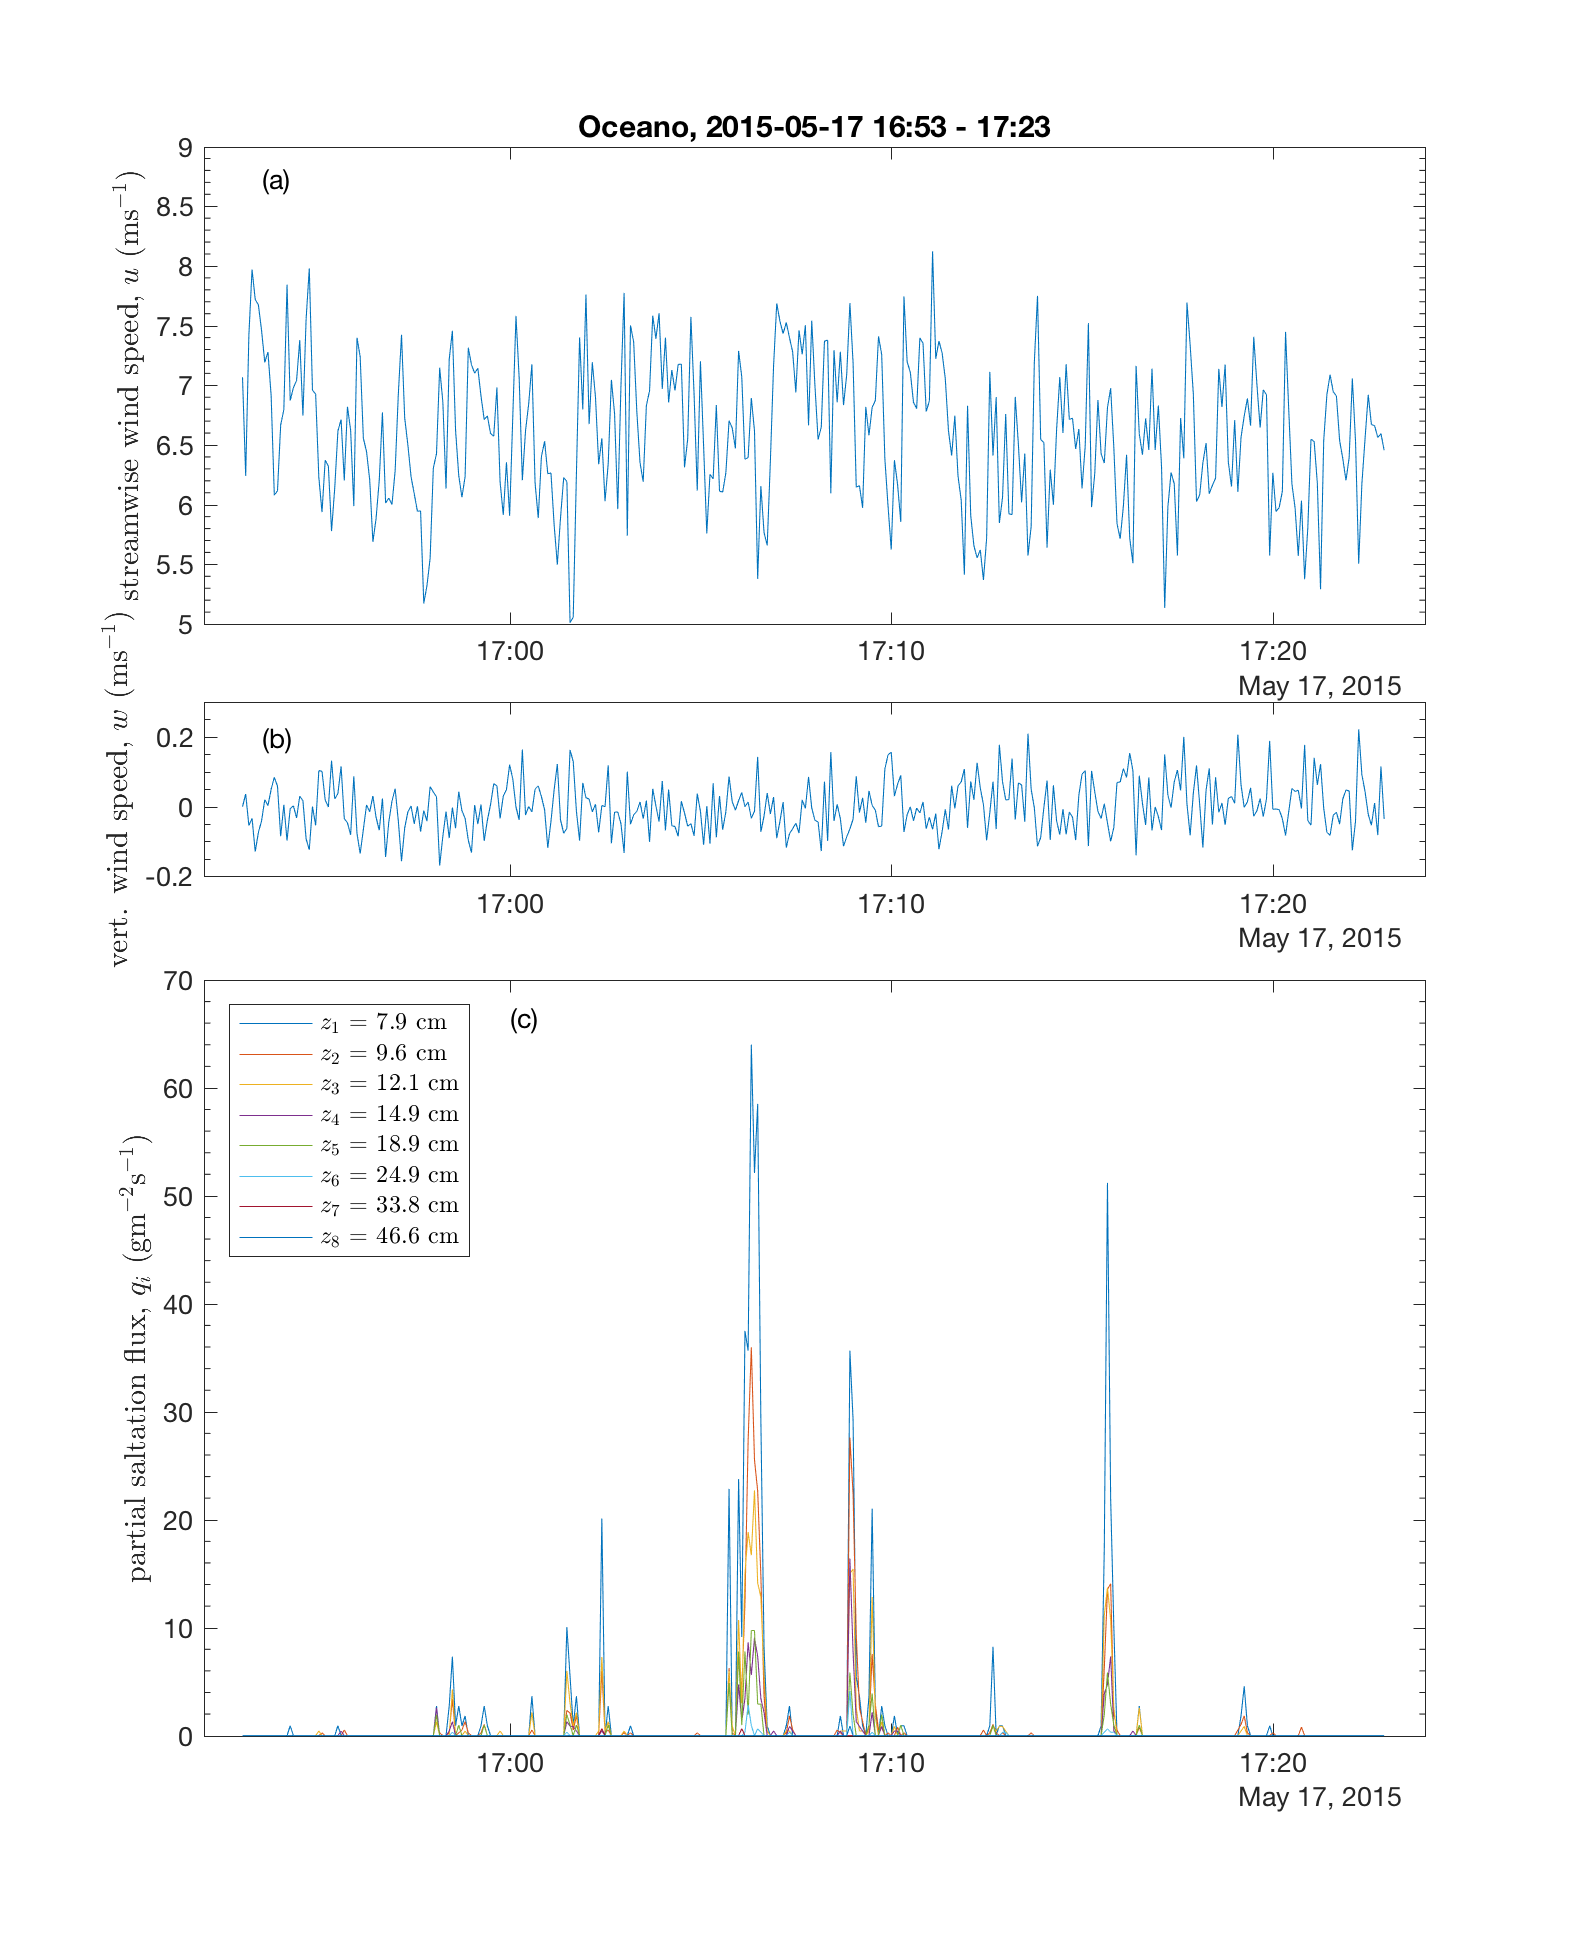 Oceano, 2015-05-17 16:53 - 17:23
(a)
streamwise wind speed, u (ms⁻¹)
9
8.5
8
7.5
7
6.5
6
5.5
5
17:00 17:10 17:20
May 17, 2015
(b)
vert. wind speed, w (ms⁻¹)
0.2
0
-0.2
17:00 17:10 17:20
May 17, 2015
(c)
partial saltation flux, qᵢ (gm⁻²s⁻¹)
70
60
50
40
30
20
10
0
z₁ = 7.9 cm
z₂ = 9.6 cm
z₃ = 12.1 cm
z₄ = 14.9 cm
z₅ = 18.9 cm
z₆ = 24.9 cm
z₇ = 33.8 cm
z₈ = 46.6 cm
17:00 17:10 17:20
May 17, 2015